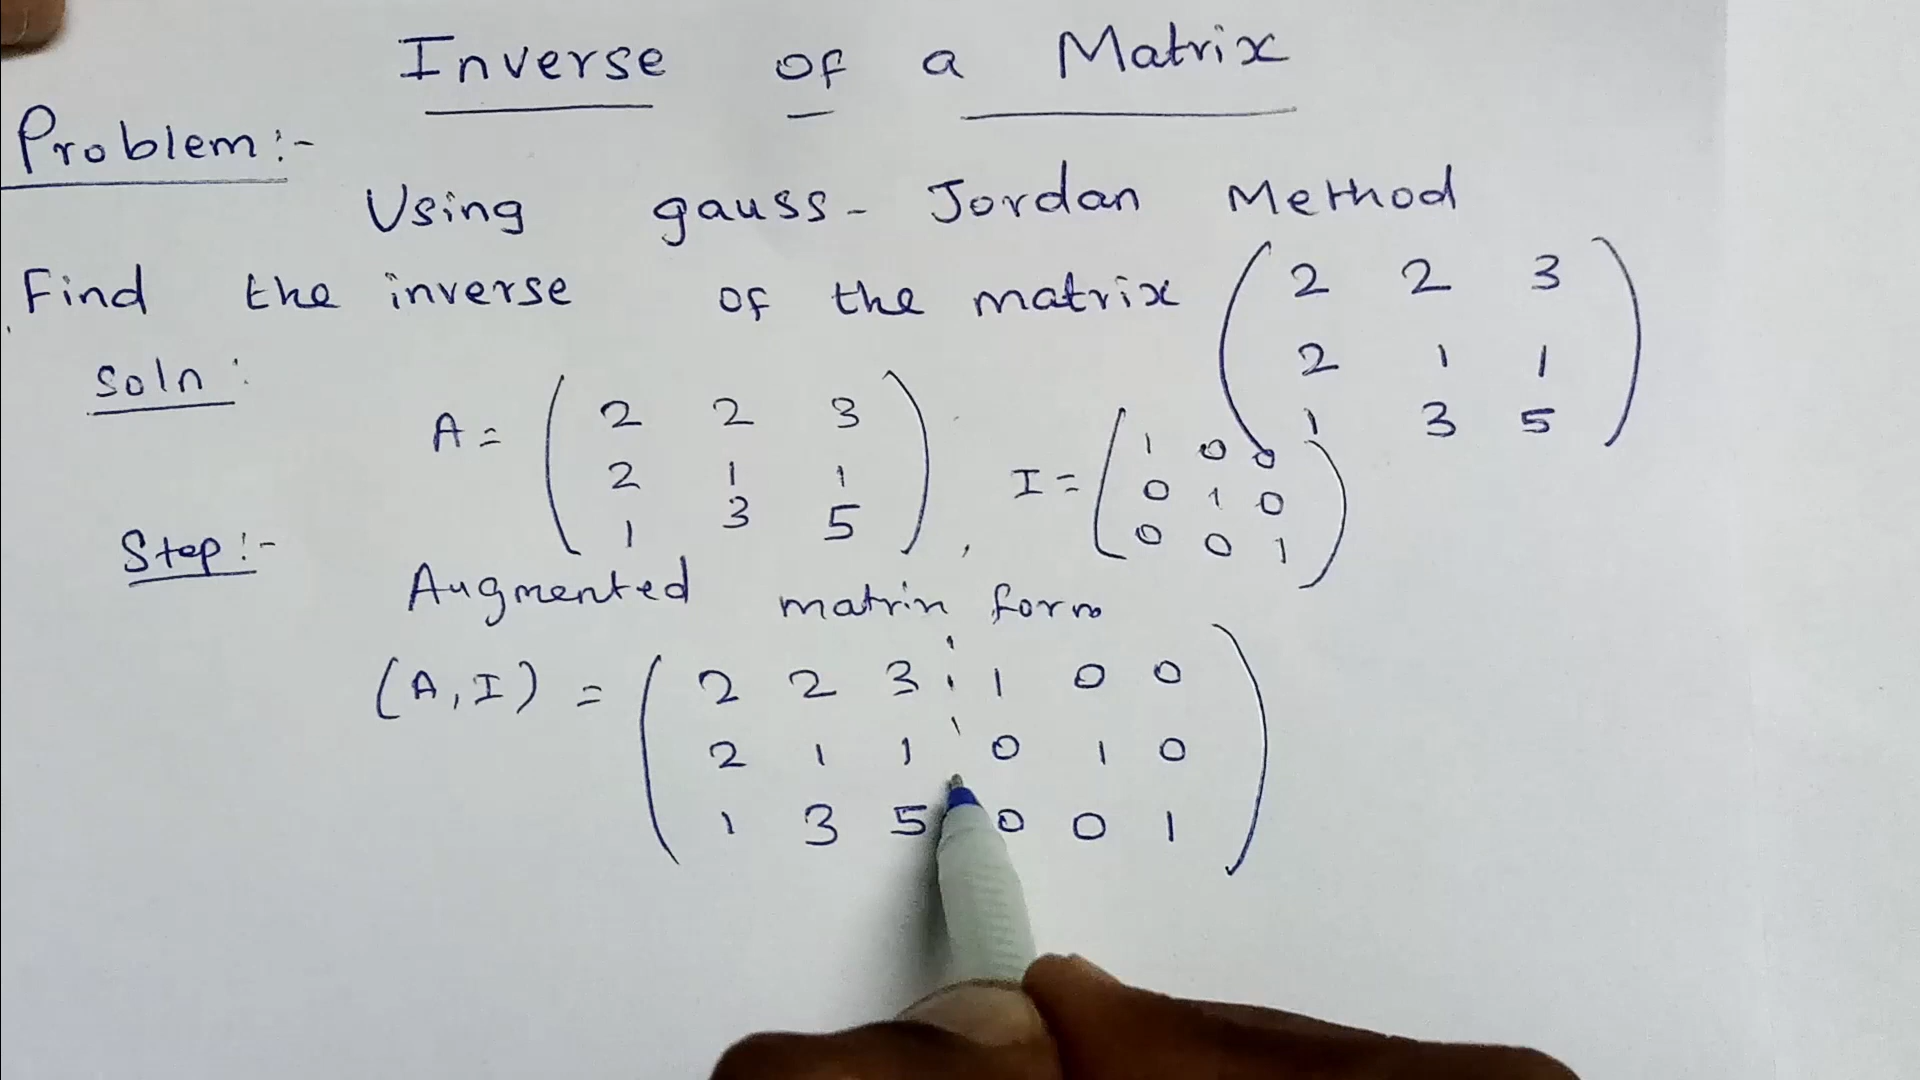 Inverse of a Matrix
Problem:-
Using gauss-Jordan Method
Find the inverse of the matrix ( 2 2 3
2 1 1
1 3 5 )
Soln:
A = ( 2 2 3
2 1 1
1 3 5 ) , I = ( 1 0 0
0 1 0
0 0 1 )
Step:-
Augmented matrix form
(A, I) = ( 2 2 3 1 0 0
2 1 1 0 1 0
1 3 5 0 0 1 )